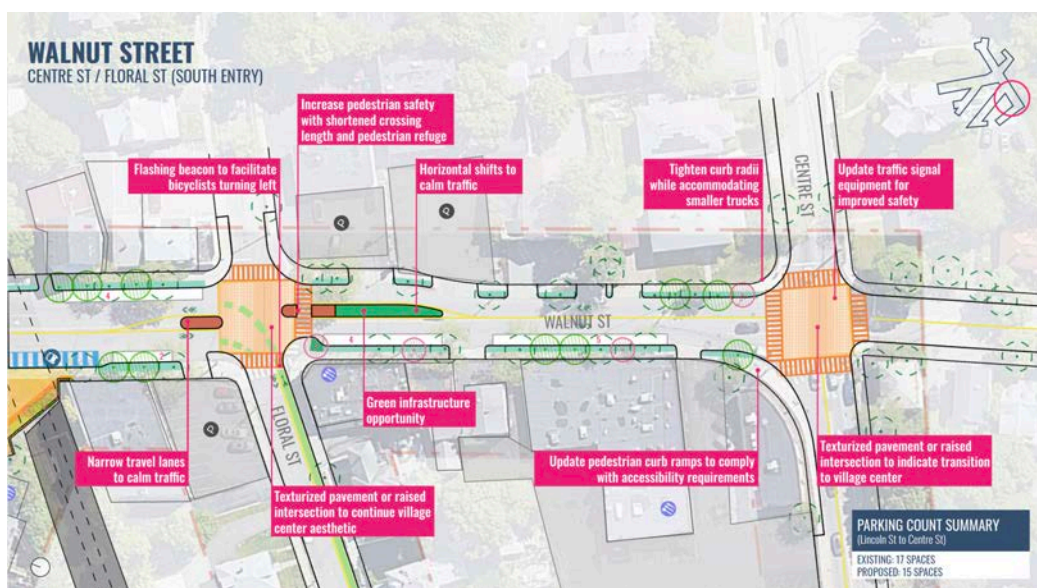 WALNUT STREET
CENTRE ST / FLORAL ST (SOUTH ENTRY)
Increase pedestrian safety
with shortened crossing
length and pedestrian refuge
Flashing beacon to facilitate
bicyclists turning left
Horizontal shifts to
calm traffic
Tighten curb radii
while accommodating
smaller trucks
CENTRE ST
Update traffic signal
equipment for
improved safety
4
WALNUT ST
2
4
5
FLORAL ST
Green infrastructure
opportunity
Narrow travel lanes
to calm traffic
Texturized pavement or raised
intersection to continue village
center aesthetic
Update pedestrian curb ramps to comply
with accessibility requirements
Texturized pavement or raised
intersection to indicate transition
to village center
PARKING COUNT SUMMARY
(Lincoln St to Centre St)
EXISTING: 17 SPACES
PROPOSED: 15 SPACES